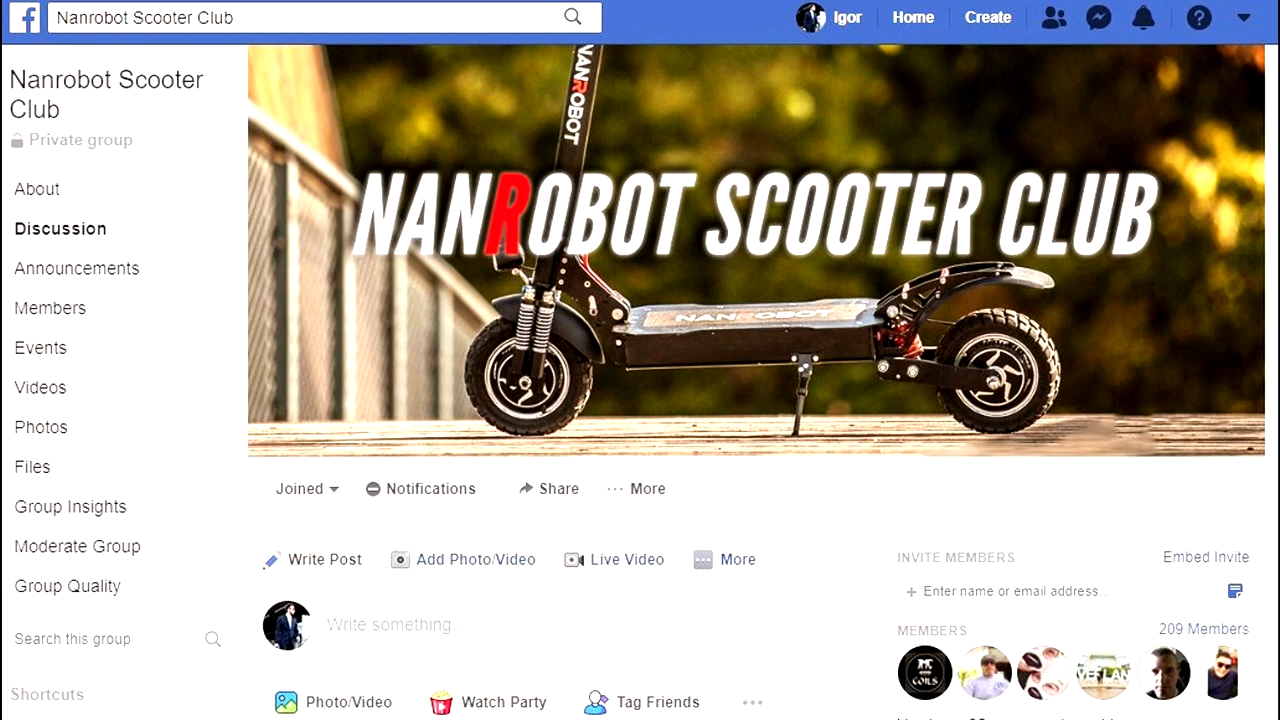 Nanrobot Scooter Club
Igor
Home
Create
Nanrobot Scooter
Club
Private group
About
Discussion
Announcements
Members
Events
Videos
Photos
Files
Group Insights
Moderate Group
Group Quality
Search this group
Shortcuts
NANROBOT
NANROBOT SCOOTER CLUB
NANROBOT
Joined
Notifications
Share
More
Write Post
Add Photo/Video
Live Video
More
Write something
Photo/Video
Watch Party
Tag Friends
INVITE MEMBERS
Embed Invite
+ Enter name or email address...
MEMBERS
209 Members
COILS